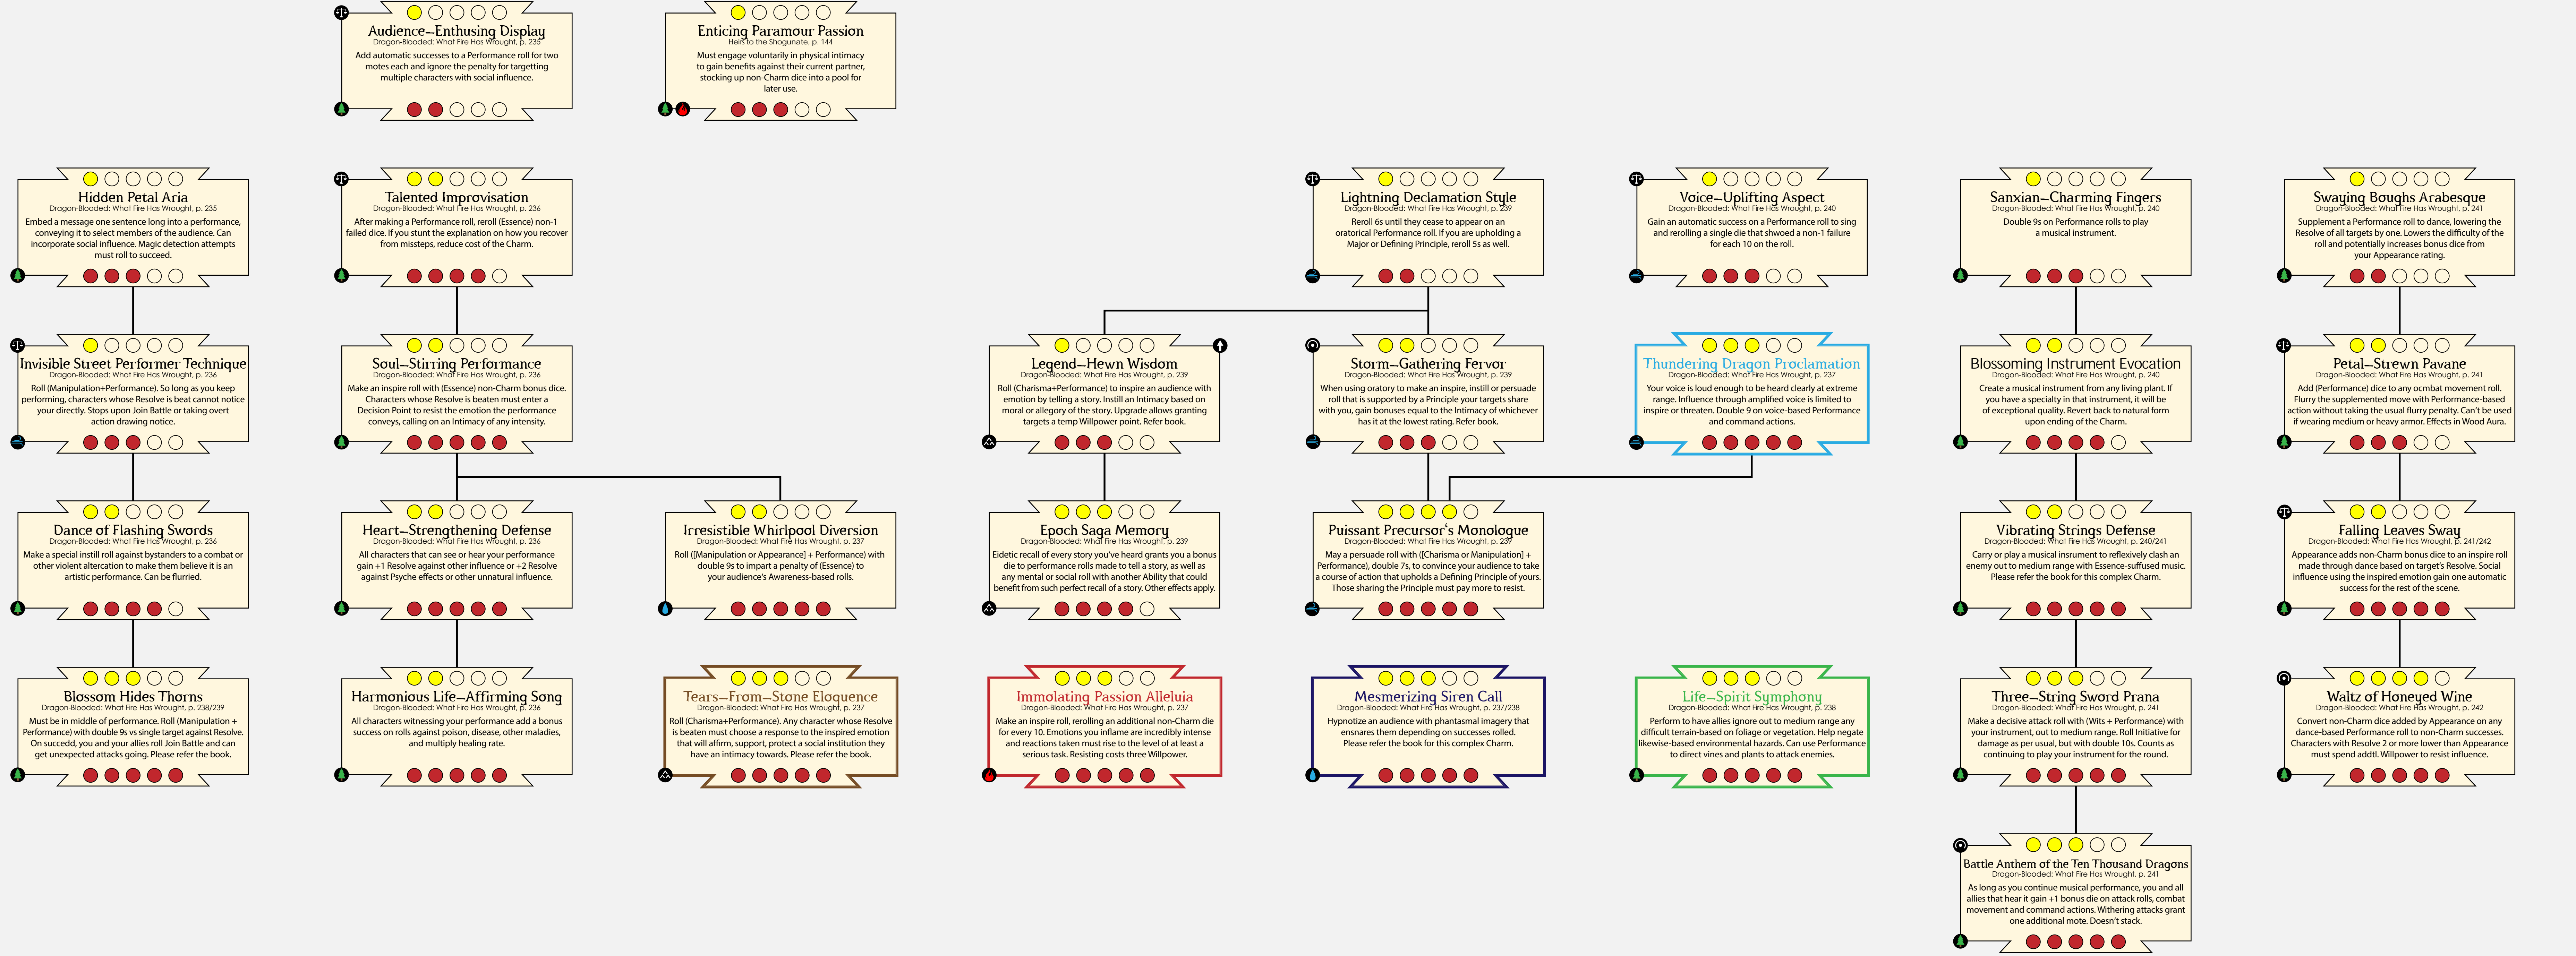 Audience-Enthusing Display
Dragon-Blooded: What Fire Has Wrought, p. 235
Add automatic successes to a Performance roll for two
motes each and ignore the penalty for targetting
multiple characters with social influence.
Enticing Paramour Passion
Heirs to the Shogunate, p. 144
Must engage voluntarily in physical intimacy
to gain benefits against their current partner,
stocking up non-Charm dice into a pool for
later use.
Hidden Petal Aria
Dragon-Blooded: What Fire Has Wrought, p. 235
Embed a message one sentence long into a performance,
conveying it to select members of the audience. Can
incorporate social influence. Magic detection attempts
must roll to succeed.
Talented Improvisation
Dragon-Blooded: What Fire Has Wrought, p. 236
After making a Performance roll, reroll (Essence) non-1
failed dice. If you stunt the explanation on how you recover
from missteps, reduce cost of the Charm.
Lightning Declamation Style
Dragon-Blooded: What Fire Has Wrought, p. 239
Reroll 6s until they cease to appear on an
oratorical Performance roll. If you are upholding a
Major or Defining Principle, reroll 5s as well.
Voice-Uplifting Aspect
Dragon-Blooded: What Fire Has Wrought, p. 240
Gain an automatic success on a Performance roll to sing
and rerolling a single die that shwoed a non-1 failure
for each 10 on the roll.
Sanxian-Charming Fingers
Dragon-Blooded: What Fire Has Wrought, p. 240
Double 9s on Performance rolls to play
a musical instrument.
Swaying Boughs Arabesque
Dragon-Blooded: What Fire Has Wrought, p. 241
Supplement a Performance roll to dance, lowering the
Resolve of all targets by one. Lowers the difficulty of the
roll and potentially increases bonus dice from
your Appearance rating.
Invisible Street Performer Technique
Dragon-Blooded: What Fire Has Wrought, p. 236
Roll (Manipulation+Performance). So long as you keep
performing, characters whose Resolve is beat cannot notice
your directly. Stops upon Join Battle or taking overt
action drawing notice.
Soul-Stirring Performance
Dragon-Blooded: What Fire Has Wrought, p. 236
Make an inspire roll with (Essence) non-Charm bonus dice.
Characters whose Resolve is beaten must enter a
Decision Point to resist the emotion the performance
conveys, calling on an Intimacy of any intensity.
Legend-Hewn Wisdom
Dragon-Blooded: What Fire Has Wrought, p. 239
Roll (Charisma+Performance) to inspire an audience with
emotion by telling a story. Instill an Intimacy based on
moral or allegory of the story. Upgrade allows granting
targets a temp Willpower point. Refer book.
Storm-Gathering Fervor
Dragon-Blooded: What Fire Has Wrought, p. 239
When using oratory to make an inspire, instill or persuade
roll that is supported by a Principle your targets share
with you, gain bonuses equal to the Intimacy of whichever
has it at the lowest rating. Refer book.
Thundering Dragon Proclamation
Dragon-Blooded: What Fire Has Wrought, p. 237
Your voice is loud enough to be heard clearly at extreme
range. Influence through amplified voice is limited to
inspire or threaten. Double 9 on voice-based Performance
and command actions.
Blossoming Instrument Evocation
Dragon-Blooded: What Fire Has Wrought, p. 240
Create a musical instrument from any living plant. If
you have a specialty in that instrument, it will be
of exceptional quality. Revert back to natural form
upon ending of the Charm.
Petal-Strewn Pavane
Dragon-Blooded: What Fire Has Wrought, p. 241
Add (Performance) dice to any ocmbat movement roll.
Flurry the supplemented move with Performance-based
action without taking the usual flurry penalty. Can't be used
if wearing medium or heavy armor. Effects in Wood Aura.
Dance of Flashing Swords
Dragon-Blooded: What Fire Has Wrought, p. 236
Make a special instill roll against bystanders to a combat or
other violent altercation to make them believe it is an
artistic performance. Can be flurried.
Heart-Strengthening Defense
Dragon-Blooded: What Fire Has Wrought, p. 236
All characters that can see or hear your performance
gain +1 Resolve against other influence or +2 Resolve
against Psyche effects or other unnatural influence.
Irresistible Whirlpool Diversion
Dragon-Blooded: What Fire Has Wrought, p. 237
Roll ([Manipulation or Appearance] + Performance) with
double 9s to impart a penalty of (Essence) to
your audience's Awareness-based rolls.
Epoch Saga Memory
Dragon-Blooded: What Fire Has Wrought, p. 239
Eidetic recall of every story you've heard grants you a bonus
die to performance rolls made to tell a story, as well as
any mental or social roll with another Ability that could
benefit from such perfect recall of a story. Other effects apply.
Puissant Precursor's Monologue
Dragon-Blooded: What Fire Has Wrought, p. 237
May a persuade roll with ([Charisma or Manipulation] +
Performance), double 7s, to convince your audience to take
a course of action that upholds a Defining Principle of yours.
Those sharing the Principle must pay more to resist.
Vibrating Strings Defense
Dragon-Blooded: What Fire Has Wrought, p. 240/241
Carry or play a musical insrument to reflexively clash an
enemy out to medium range with Essence-suffused music.
Please refer the book for this complex Charm.
Falling Leaves Sway
Dragon-Blooded: What Fire Has Wrought, p. 241/242
Appearance adds non-Charm bonus dice to an inspire roll
made through dance based on target's Resolve. Social
influence using the inspired emotion gain one automatic
success for the rest of the scene.
Blossom Hides Thorns
Dragon-Blooded: What Fire Has Wrought, p. 238/239
Must be in middle of performance. Roll (Manipulation +
Performance) with double 9s vs single target against Resolve.
On succedd, you and your allies roll Join Battle and can
get unexpected attacks going. Please refer the book.
Harmonious Life-Affirming Song
Dragon-Blooded: What Fire Has Wrought, p. 236
All characters witnessing your performance add a bonus
success on rolls against poison, disease, other maladies,
and multiply healing rate.
Tears-From-Stone Eloquence
Dragon-Blooded: What Fire Has Wrought, p. 237
Roll (Charisma+Performance). Any character whose Resolve
is beaten must choose a response to the inspired emotion
that will affirm, support, protect a social institution they
have an intimacy towards. Please refer the book.
Immolating Passion Alleluia
Dragon-Blooded: What Fire Has Wrought, p. 237
Make an inspire roll, rerolling an additional non-Charm die
for every 10. Emotions you inflame are incredibly intense
and reactions taken must rise to the level of at least a
serious task. Resisting costs three Willpower.
Mesmerizing Siren Call
Dragon-Blooded: What Fire Has Wrought, p. 237/238
Hypnotize an audience with phantasmal imagery that
ensnares them depending on successes rolled.
Please refer the book for this complex Charm.
Life-Spirit Symphony
Dragon-Blooded: What Fire Has Wrought, p. 238
Perform to have allies ignore out to medium range any
difficult terrain-based on foliage or vegetation. Help negate
likewise-based environmental hazards. Can use Performance
to direct vines and plants to attack enemies.
Three-String Sword Prana
Dragon-Blooded: What Fire Has Wrought, p. 241
Make a decisive attack roll with (Wits + Performance) with
your instrument, out to medium range. Roll Initiative for
damage as per usual, but with double 10s. Counts as
continuing to play your instrument for the round.
Waltz of Honeyed Wine
Dragon-Blooded: What Fire Has Wrought, p. 242
Convert non-Charm dice added by Appearance on any
dance-based Performance roll to non-Charm successes.
Characters with Resolve 2 or more lower than Appearance
must spend addtl. Willpower to resist influence.
Battle Anthem of the Ten Thousand Dragons
Dragon-Blooded: What Fire Has Wrought, p. 241
As long as you continue musical performance, you and all
allies that hear it gain +1 bonus die on attack rolls, combat
movement and command actions. Withering attacks grant
one additional mote. Doesn't stack.